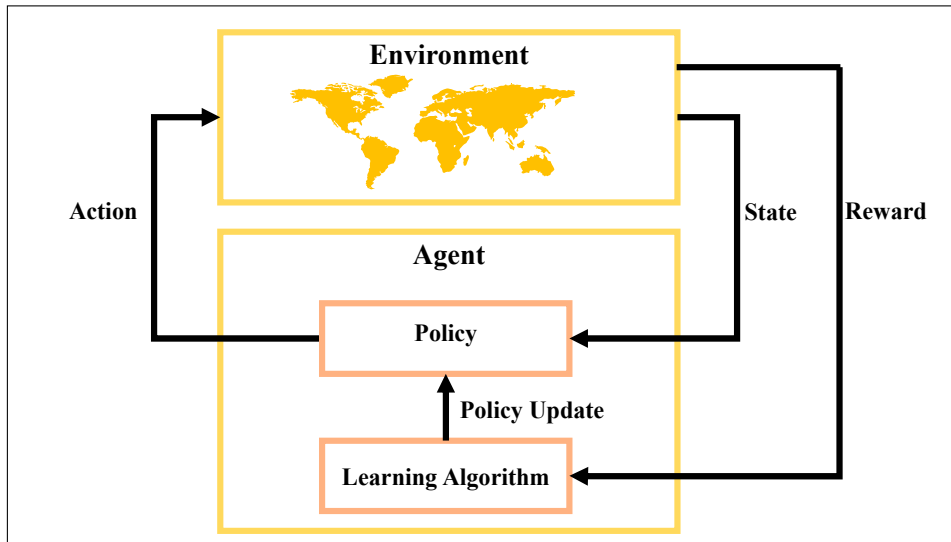 Environment
Action
State
Reward
Agent
Policy
Policy Update
Learning Algorithm